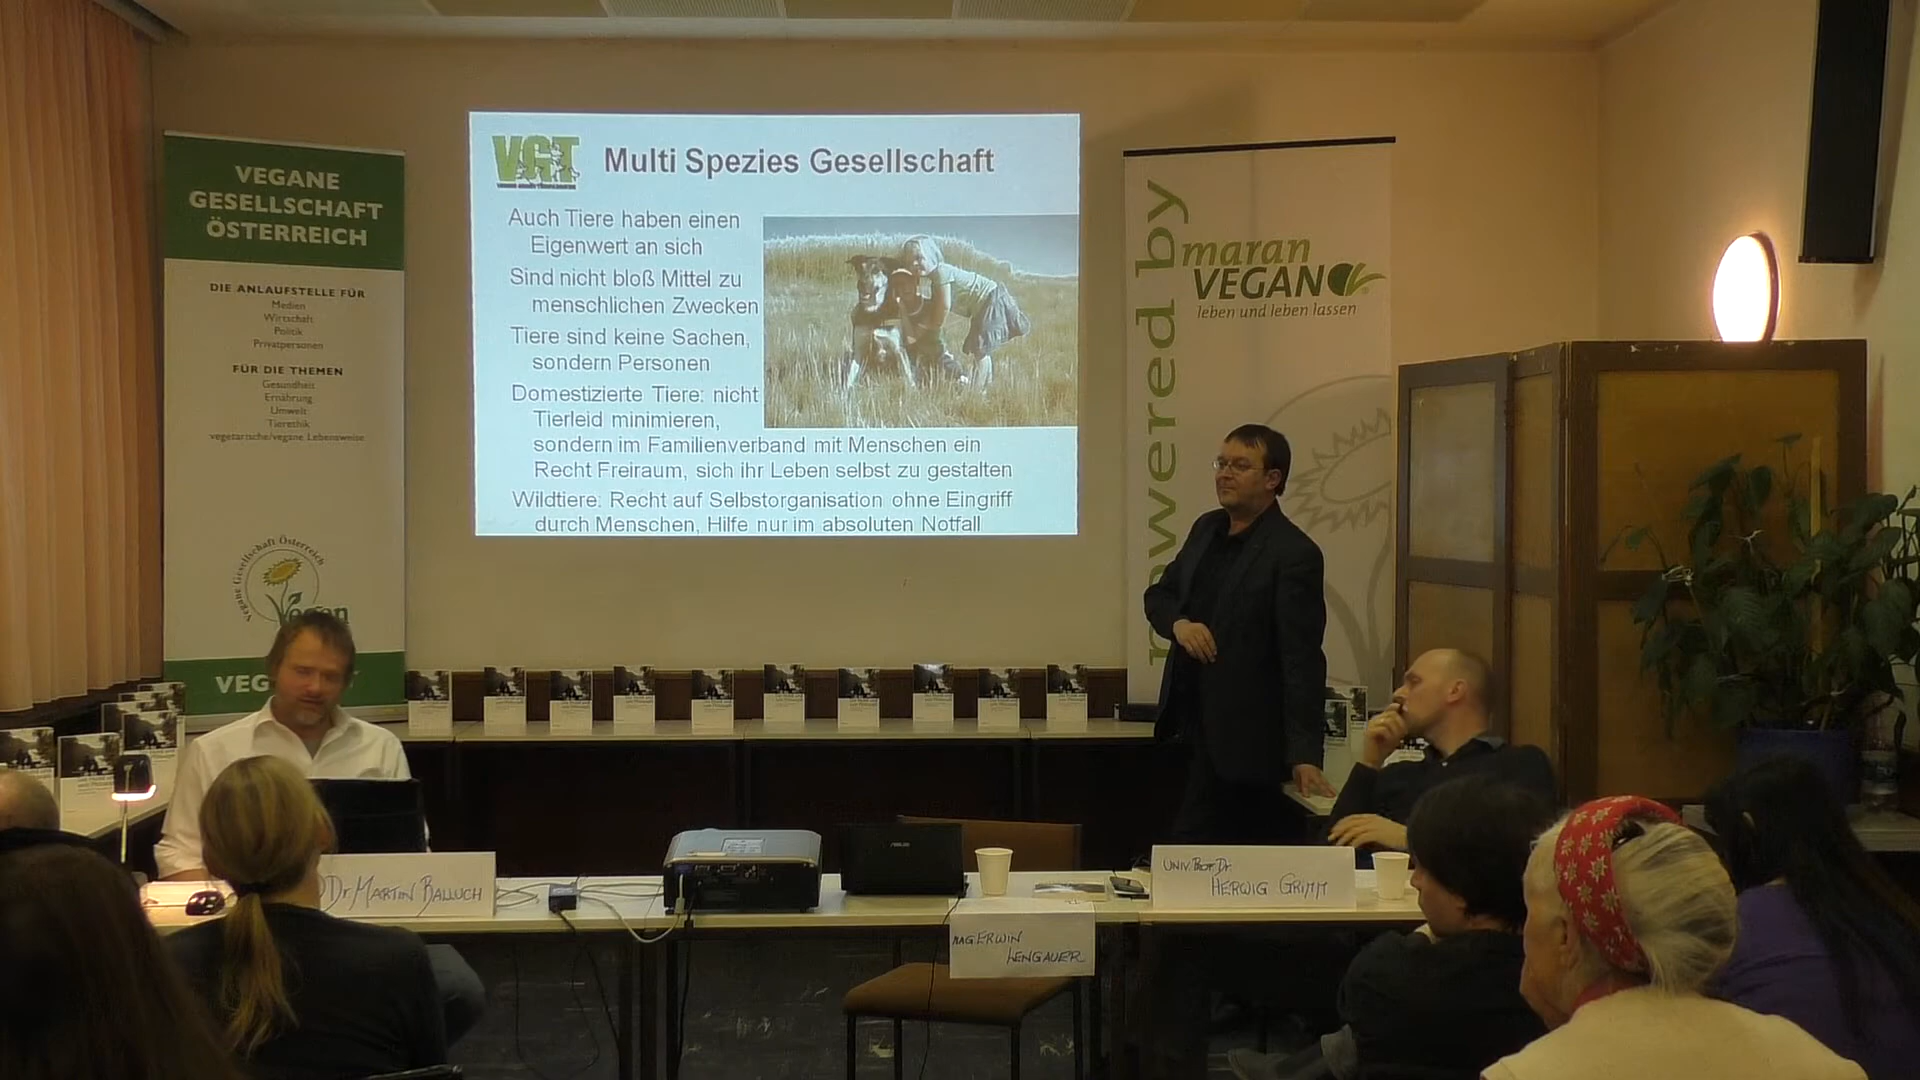 VEGANE
GESELLSCHAFT
ÖSTERREICH
DIE ANLAUFSTELLE FÜR
Medien
Wirtschaft
Politik
Privatpersonen
FÜR DIE THEMEN
Gesundheit
Ernährung
Umwelt
Tierethik
vegetarische/vegane Lebensweise
Vegane Gesellschaft Österreich
Vegan
VEG
VGT
Multi Spezies Gesellschaft
Auch Tiere haben einen
Eigenwert an sich
Sind nicht bloß Mittel zu
menschlichen Zwecken
Tiere sind keine Sachen,
sondern Personen
Domestizierte Tiere: nicht
Tierleid minimieren,
sondern im Familienverband mit Menschen ein
Recht Freiraum, sich ihr Leben selbst zu gestalten
Wildtiere: Recht auf Selbstorganisation ohne Eingriff
durch Menschen, Hilfe nur im absoluten Notfall
powered by
maran
VEGAN
leben und leben lassen
Dr. MARTIN BALLUCH
ASUS
MAG ERWIN
LENGAUER
UNIV. PROF. Dr.
HERWIG GRIMM